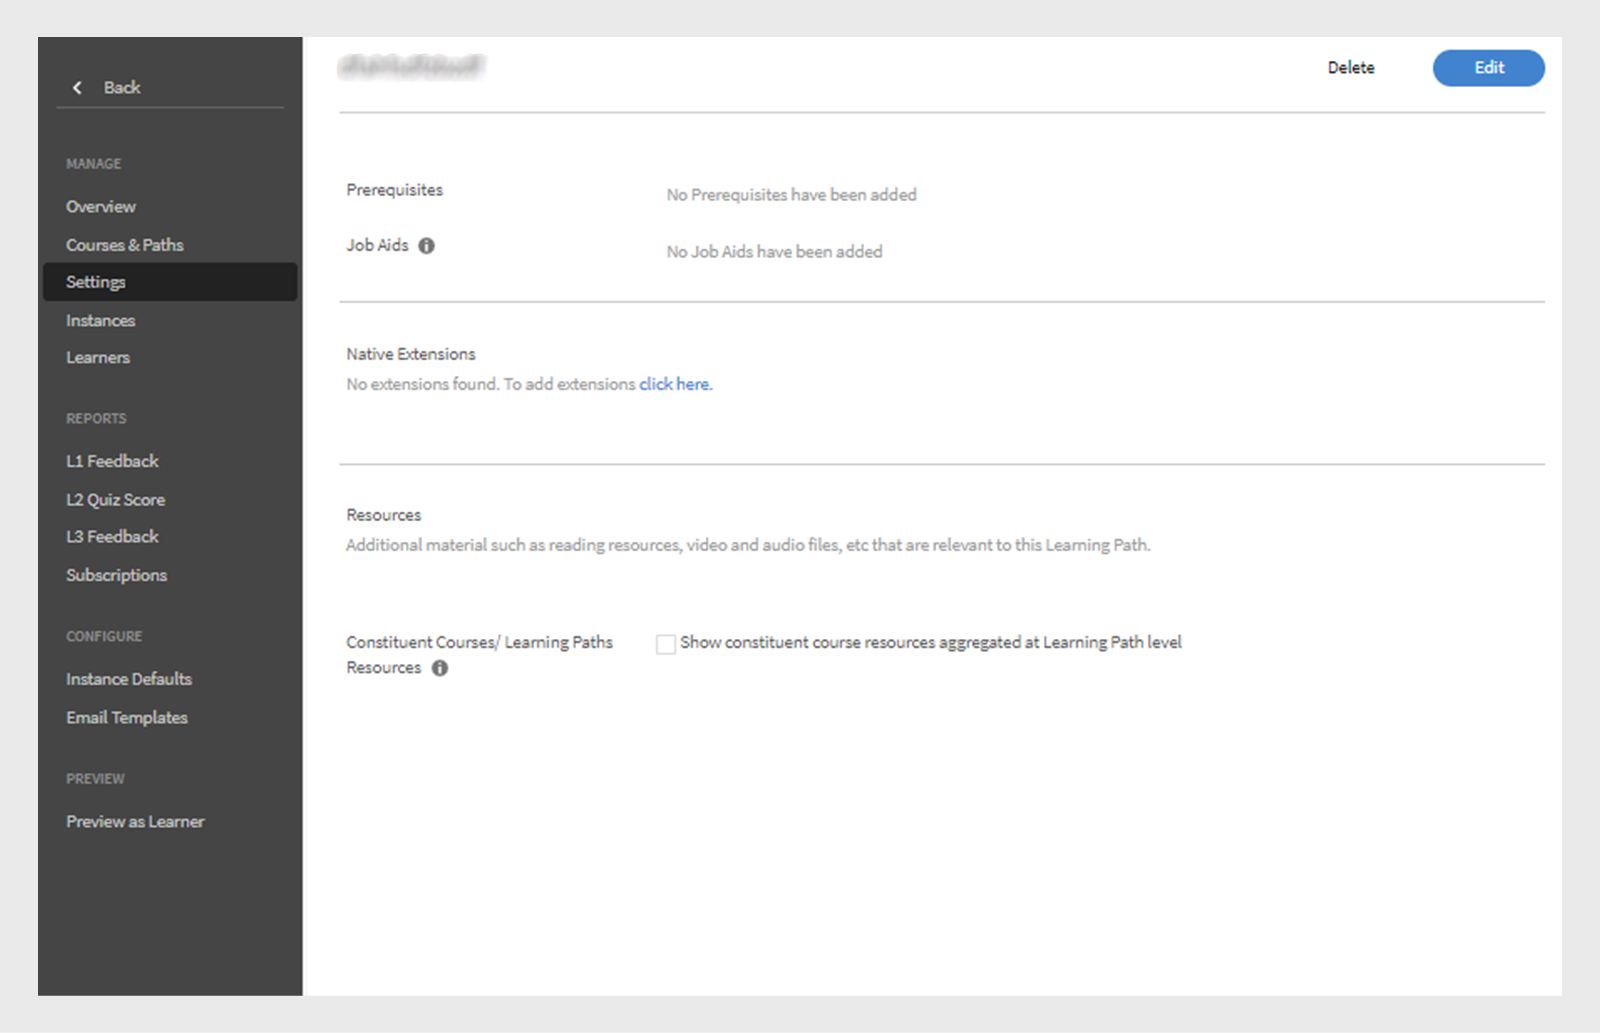 Back
MANAGE
Overview
Courses & Paths
Settings
Instances
Learners
REPORTS
L1 Feedback
L2 Quiz Score
L3 Feedback
Subscriptions
CONFIGURE
Instance Defaults
Email Templates
PREVIEW
Preview as Learner
Delete
Edit
Prerequisites
No Prerequisites have been added
Job Aids
No Job Aids have been added
Native Extensions
No extensions found. To add extensions click here.
Resources
Additional material such as reading resources, video and audio files, etc that are relevant to this Learning Path.
Constituent Courses/ Learning Paths
Resources
Show constituent course resources aggregated at Learning Path level